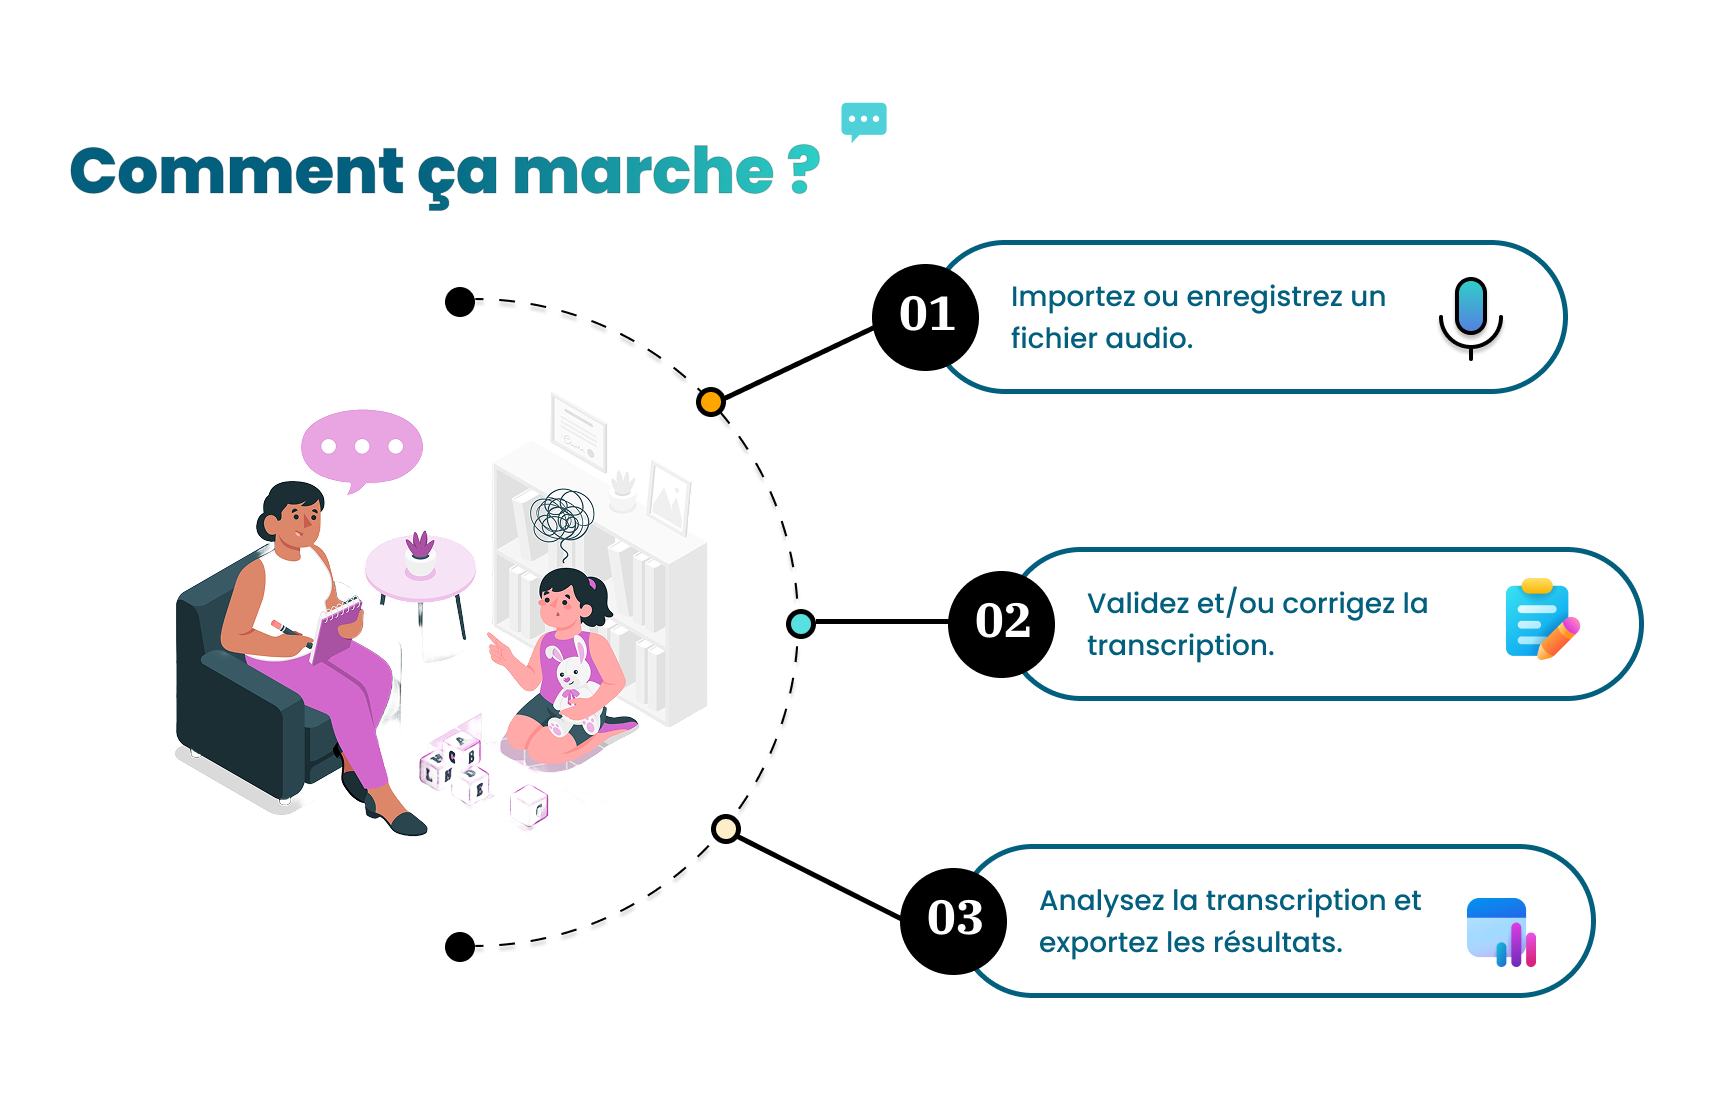 Comment ça marche ?
01
Importez ou enregistrez un
fichier audio.
02
Validez et/ou corrigez la
transcription.
03
Analysez la transcription et
exportez les résultats.